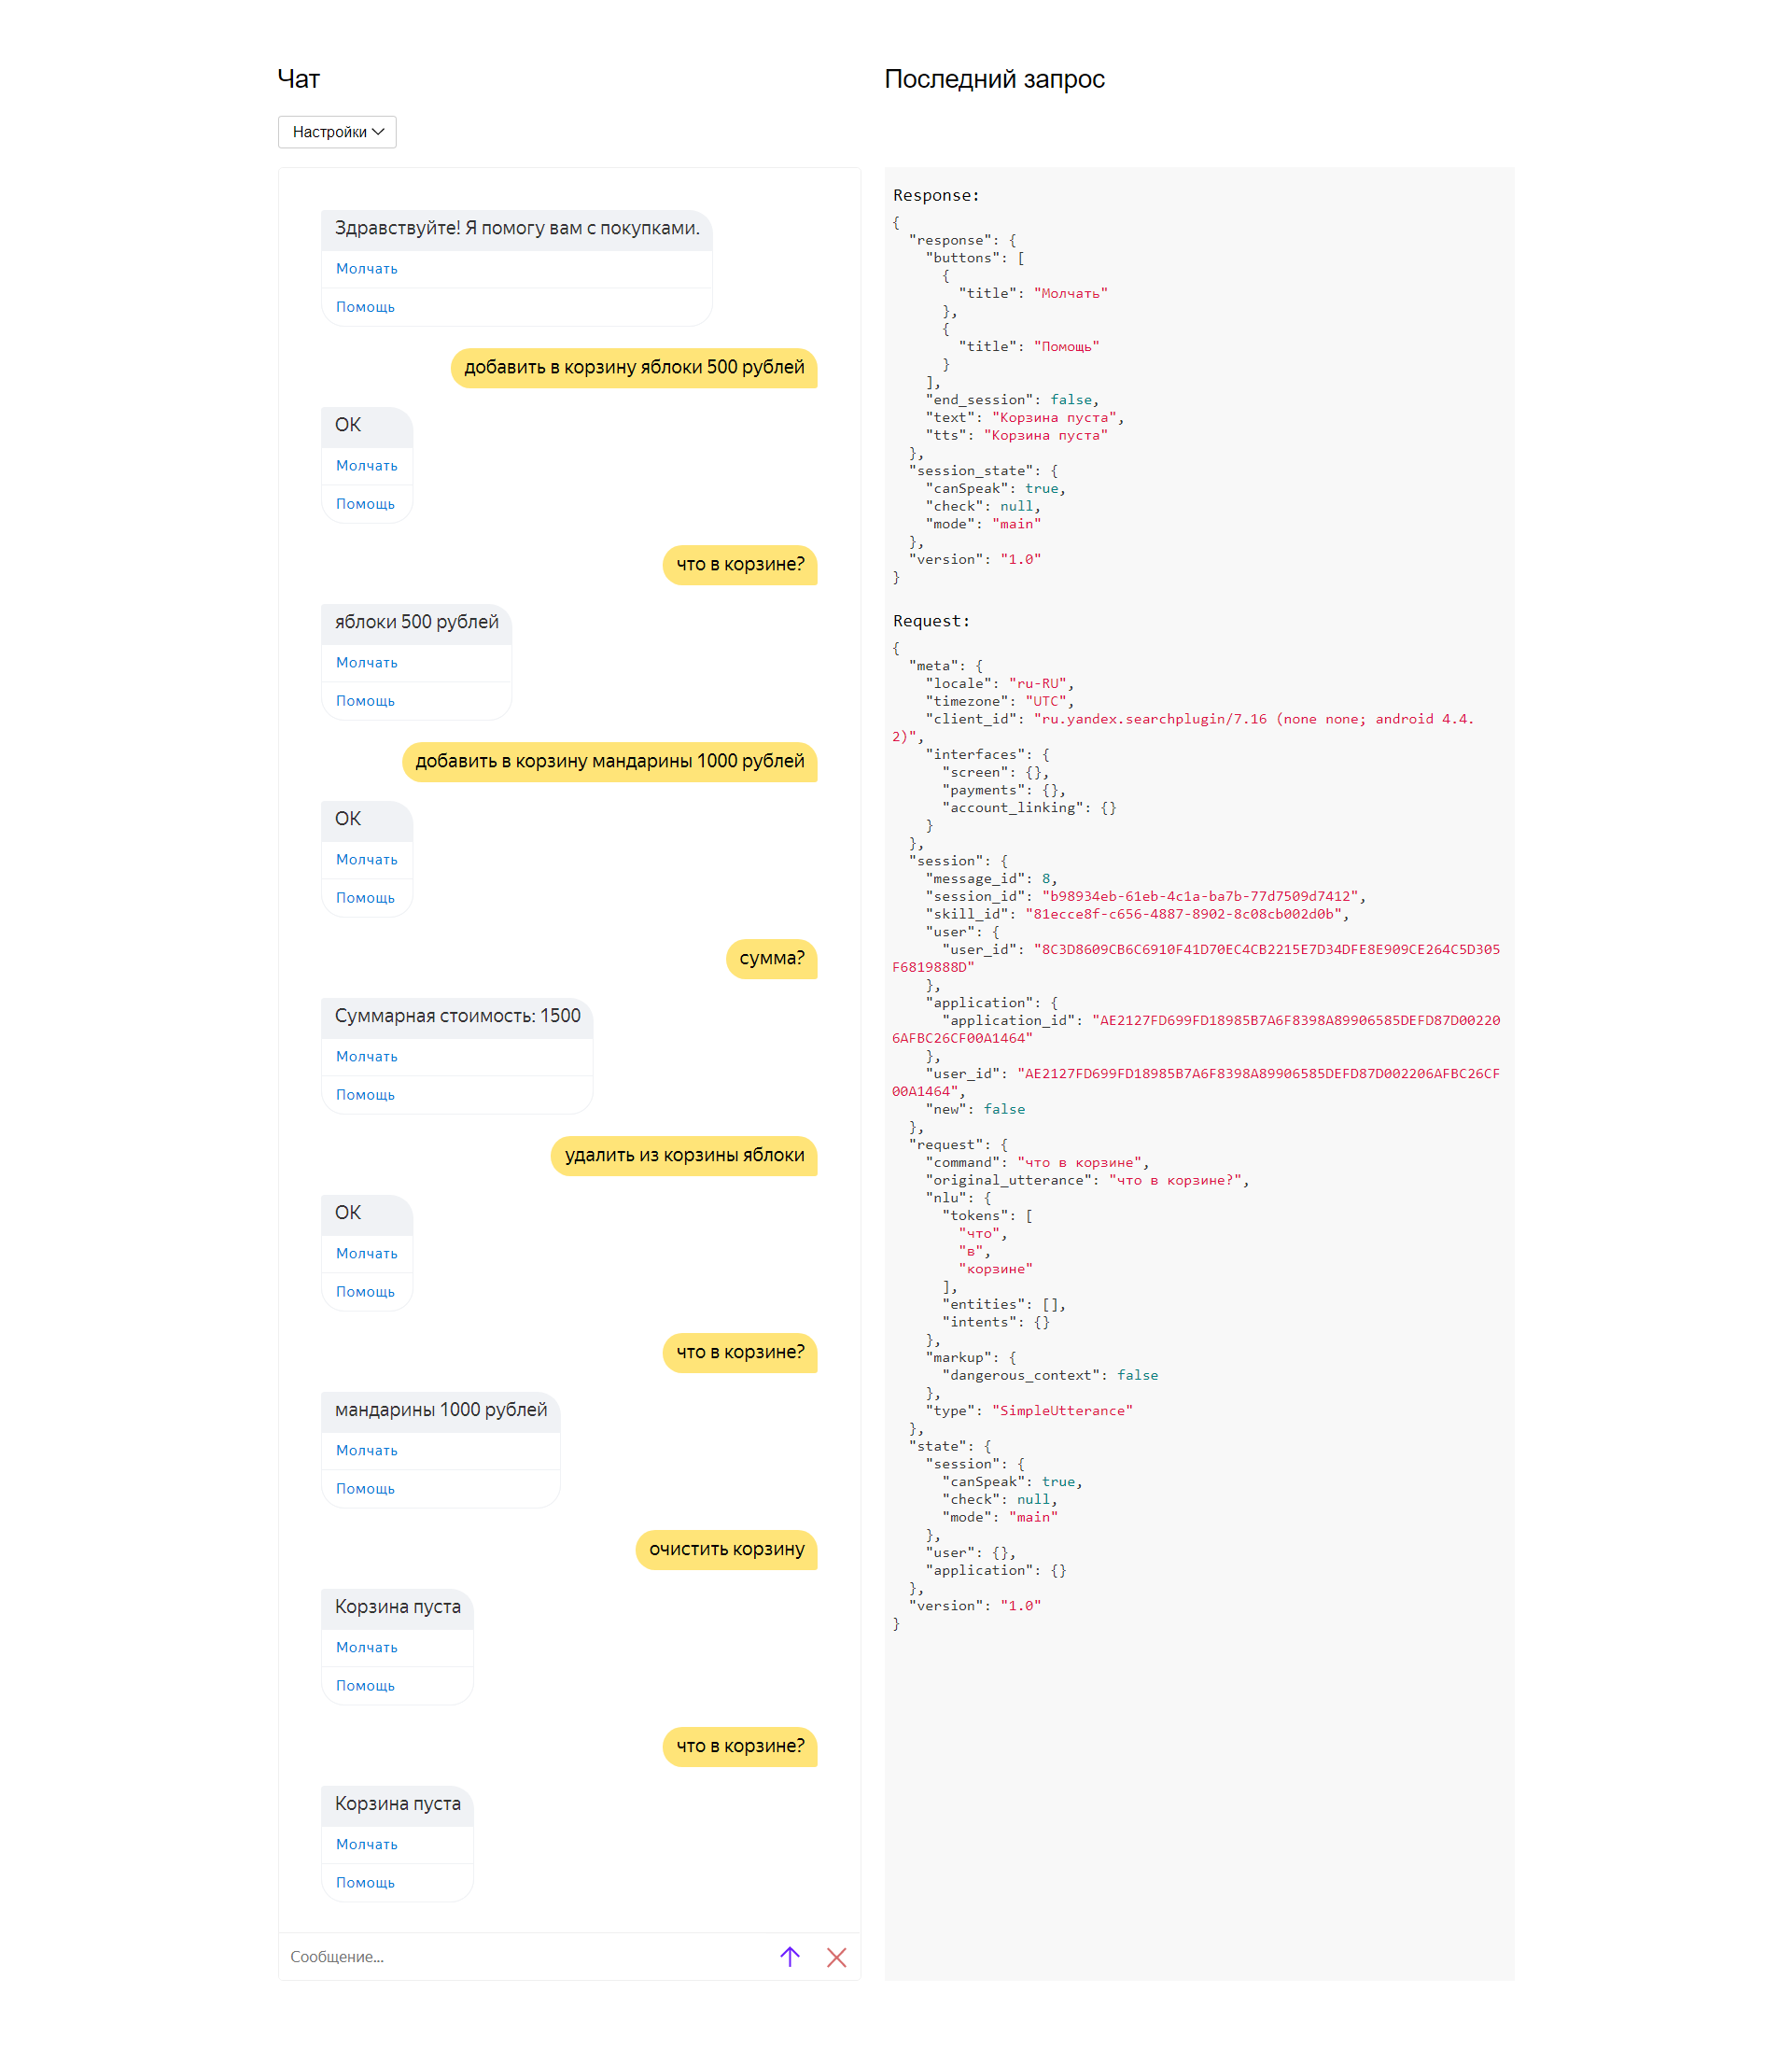 Чат
Настройки
Здравствуйте! Я помогу вам с покупками.
Молчать
Помощь
добавить в корзину яблоки 500 рублей
ОК
Молчать
Помощь
что в корзине?
яблоки 500 рублей
Молчать
Помощь
добавить в корзину мандарины 1000 рублей
ОК
Молчать
Помощь
сумма?
Суммарная стоимость: 1500
Молчать
Помощь
удалить из корзины яблоки
ОК
Молчать
Помощь
что в корзине?
мандарины 1000 рублей
Молчать
Помощь
очистить корзину
Корзина пуста
Молчать
Помощь
что в корзине?
Корзина пуста
Молчать
Помощь
Сообщение...
Последний запрос
Response:
{
  "response": {
    "buttons": [
      {
        "title": "Молчать"
      },
      {
        "title": "Помощь"
      }
    ],
    "end_session": false,
    "text": "Корзина пуста",
    "tts": "Корзина пуста"
  },
  "session_state": {
    "canSpeak": true,
    "check": null,
    "mode": "main"
  },
  "version": "1.0"
}
Request:
{
  "meta": {
    "locale": "ru-RU",
    "timezone": "UTC",
    "client_id": "ru.yandex.searchplugin/7.16 (none none; android 4.4.
2)",
    "interfaces": {
      "screen": {},
      "payments": {},
      "account_linking": {}
    }
  },
  "session": {
    "message_id": 8,
    "session_id": "b98934eb-61eb-4c1a-ba7b-77d7509d7412",
    "skill_id": "81ecce8f-c656-4887-8902-8c08cb002d0b",
    "user": {
      "user_id": "8C3D8609CB6C6910F41D70EC4CB2215E7D34DFE8E909CE264C5D305
F6819888D"
    },
    "application": {
      "application_id": "AE2127FD699FD18985B7A6F8398A89906585DEFD87D00220
6AFBC26CF00A1464"
    },
    "user_id": "AE2127FD699FD18985B7A6F8398A89906585DEFD87D002206AFBC26CF
00A1464",
    "new": false
  },
  "request": {
    "command": "что в корзине",
    "original_utterance": "что в корзине?",
    "nlu": {
      "tokens": [
        "что",
        "в",
        "корзине"
      ],
      "entities": [],
      "intents": {}
    },
    "markup": {
      "dangerous_context": false
    },
    "type": "SimpleUtterance"
  },
  "state": {
    "session": {
      "canSpeak": true,
      "check": null,
      "mode": "main"
    },
    "user": {},
    "application": {}
  },
  "version": "1.0"
}